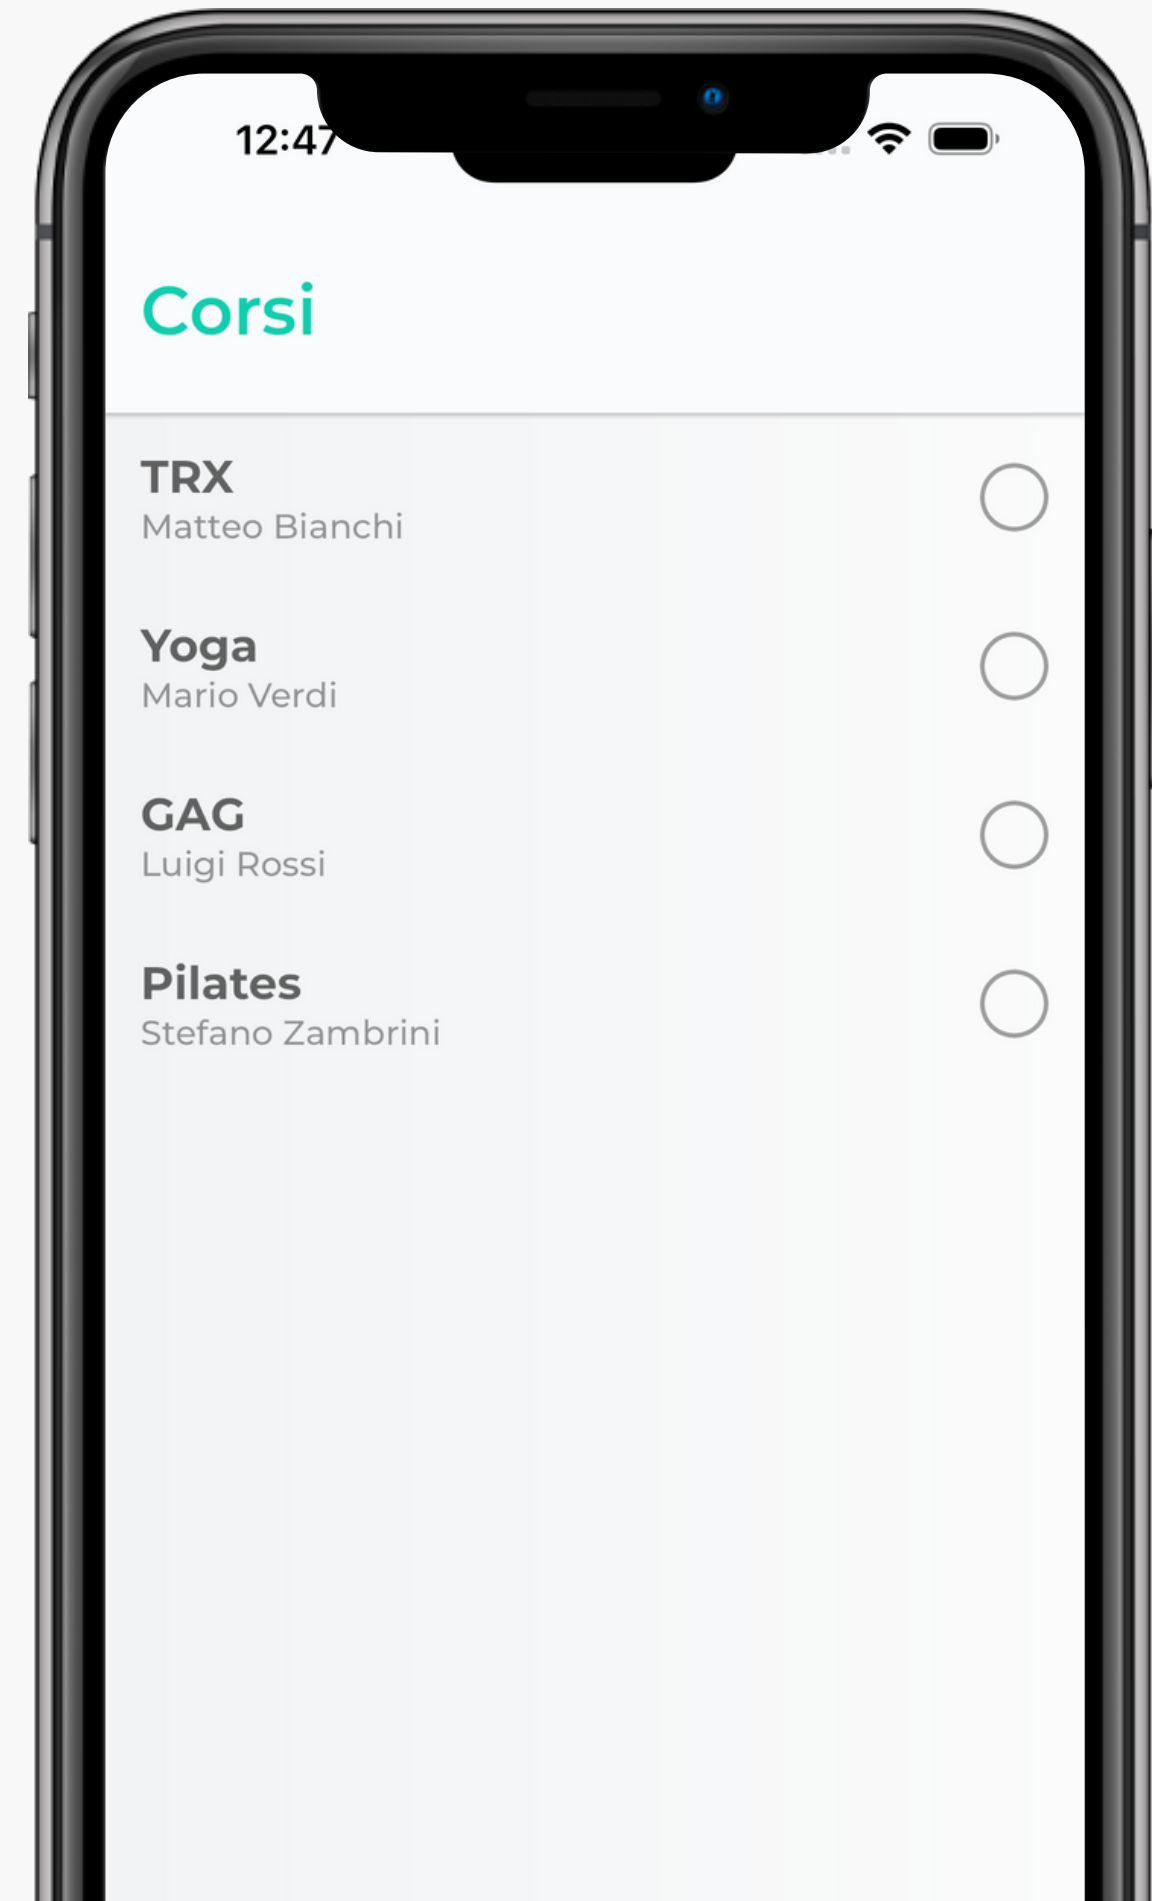 12:47
Corsi
TRX
Matteo Bianchi
Yoga
Mario Verdi
GAG
Luigi Rossi
Pilates
Stefano Zambrini